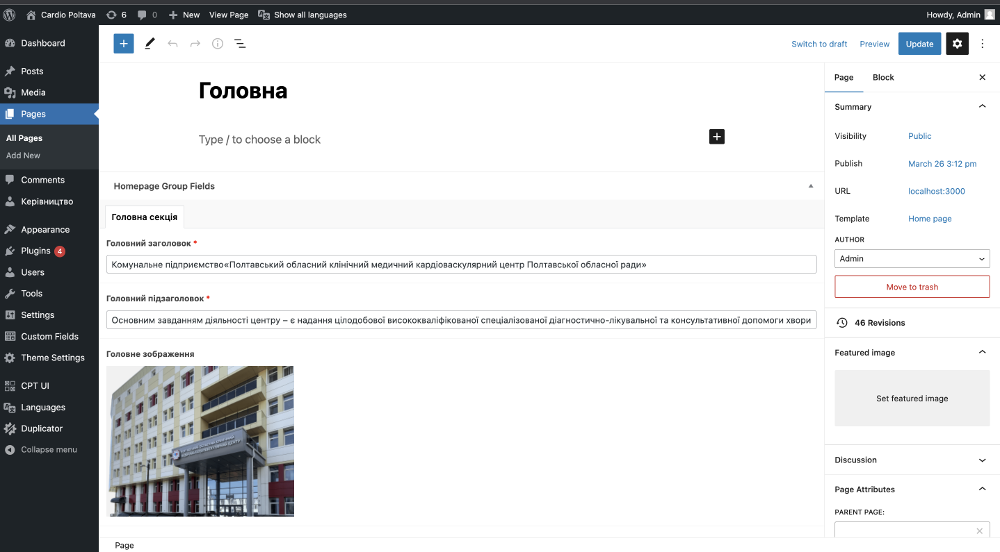 Cardio Poltava 6 0 New View Page Show all languages Howdy, Admin
Dashboard
Posts
Media
Pages
All Pages
Add New
Comments
Керівництво
Appearance
Plugins 4
Users
Tools
Settings
Custom Fields
Theme Settings
CPT UI
Languages
Duplicator
Collapse menu
Switch to draft Preview Update
Головна
Type / to choose a block
Homepage Group Fields
Головна секція
Головний заголовок *
Комунальне підприємство«Полтавський обласний клінічний медичний кардіоваскулярний центр Полтавської обласної ради»
Головний підзаголовок *
Основним завданням діяльності центру – є надання цілодобової висококваліфікованої спеціалізованої діагностично-лікувальної та консультативної допомоги хвори
Головне зображення
Page
Page Block
Summary
Visibility Public
Publish March 26 3:12 pm
URL localhost:3000
Template Home page
AUTHOR
Admin
Move to trash
46 Revisions
Featured image
Set featured image
Discussion
Page Attributes
PARENT PAGE: